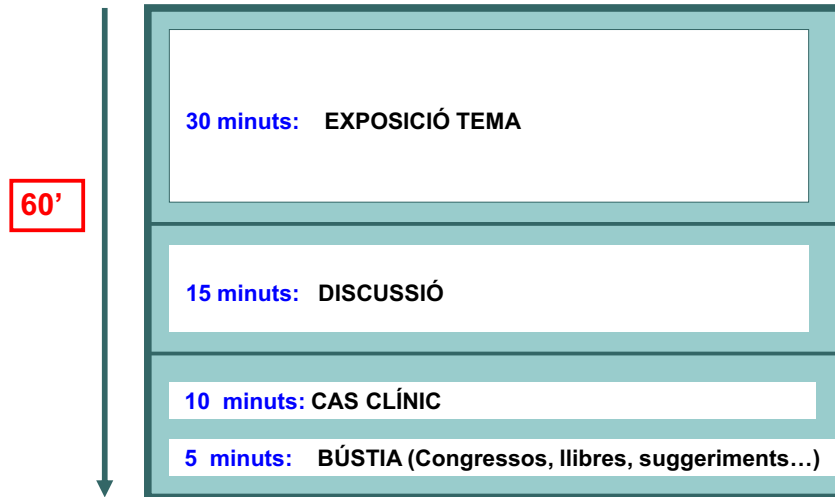 30 minuts: EXPOSICIÓ TEMA
60’
15 minuts: DISCUSSIÓ
10 minuts: CAS CLÍNIC
5 minuts: BÚSTIA (Congressos, llibres, suggeriments…)